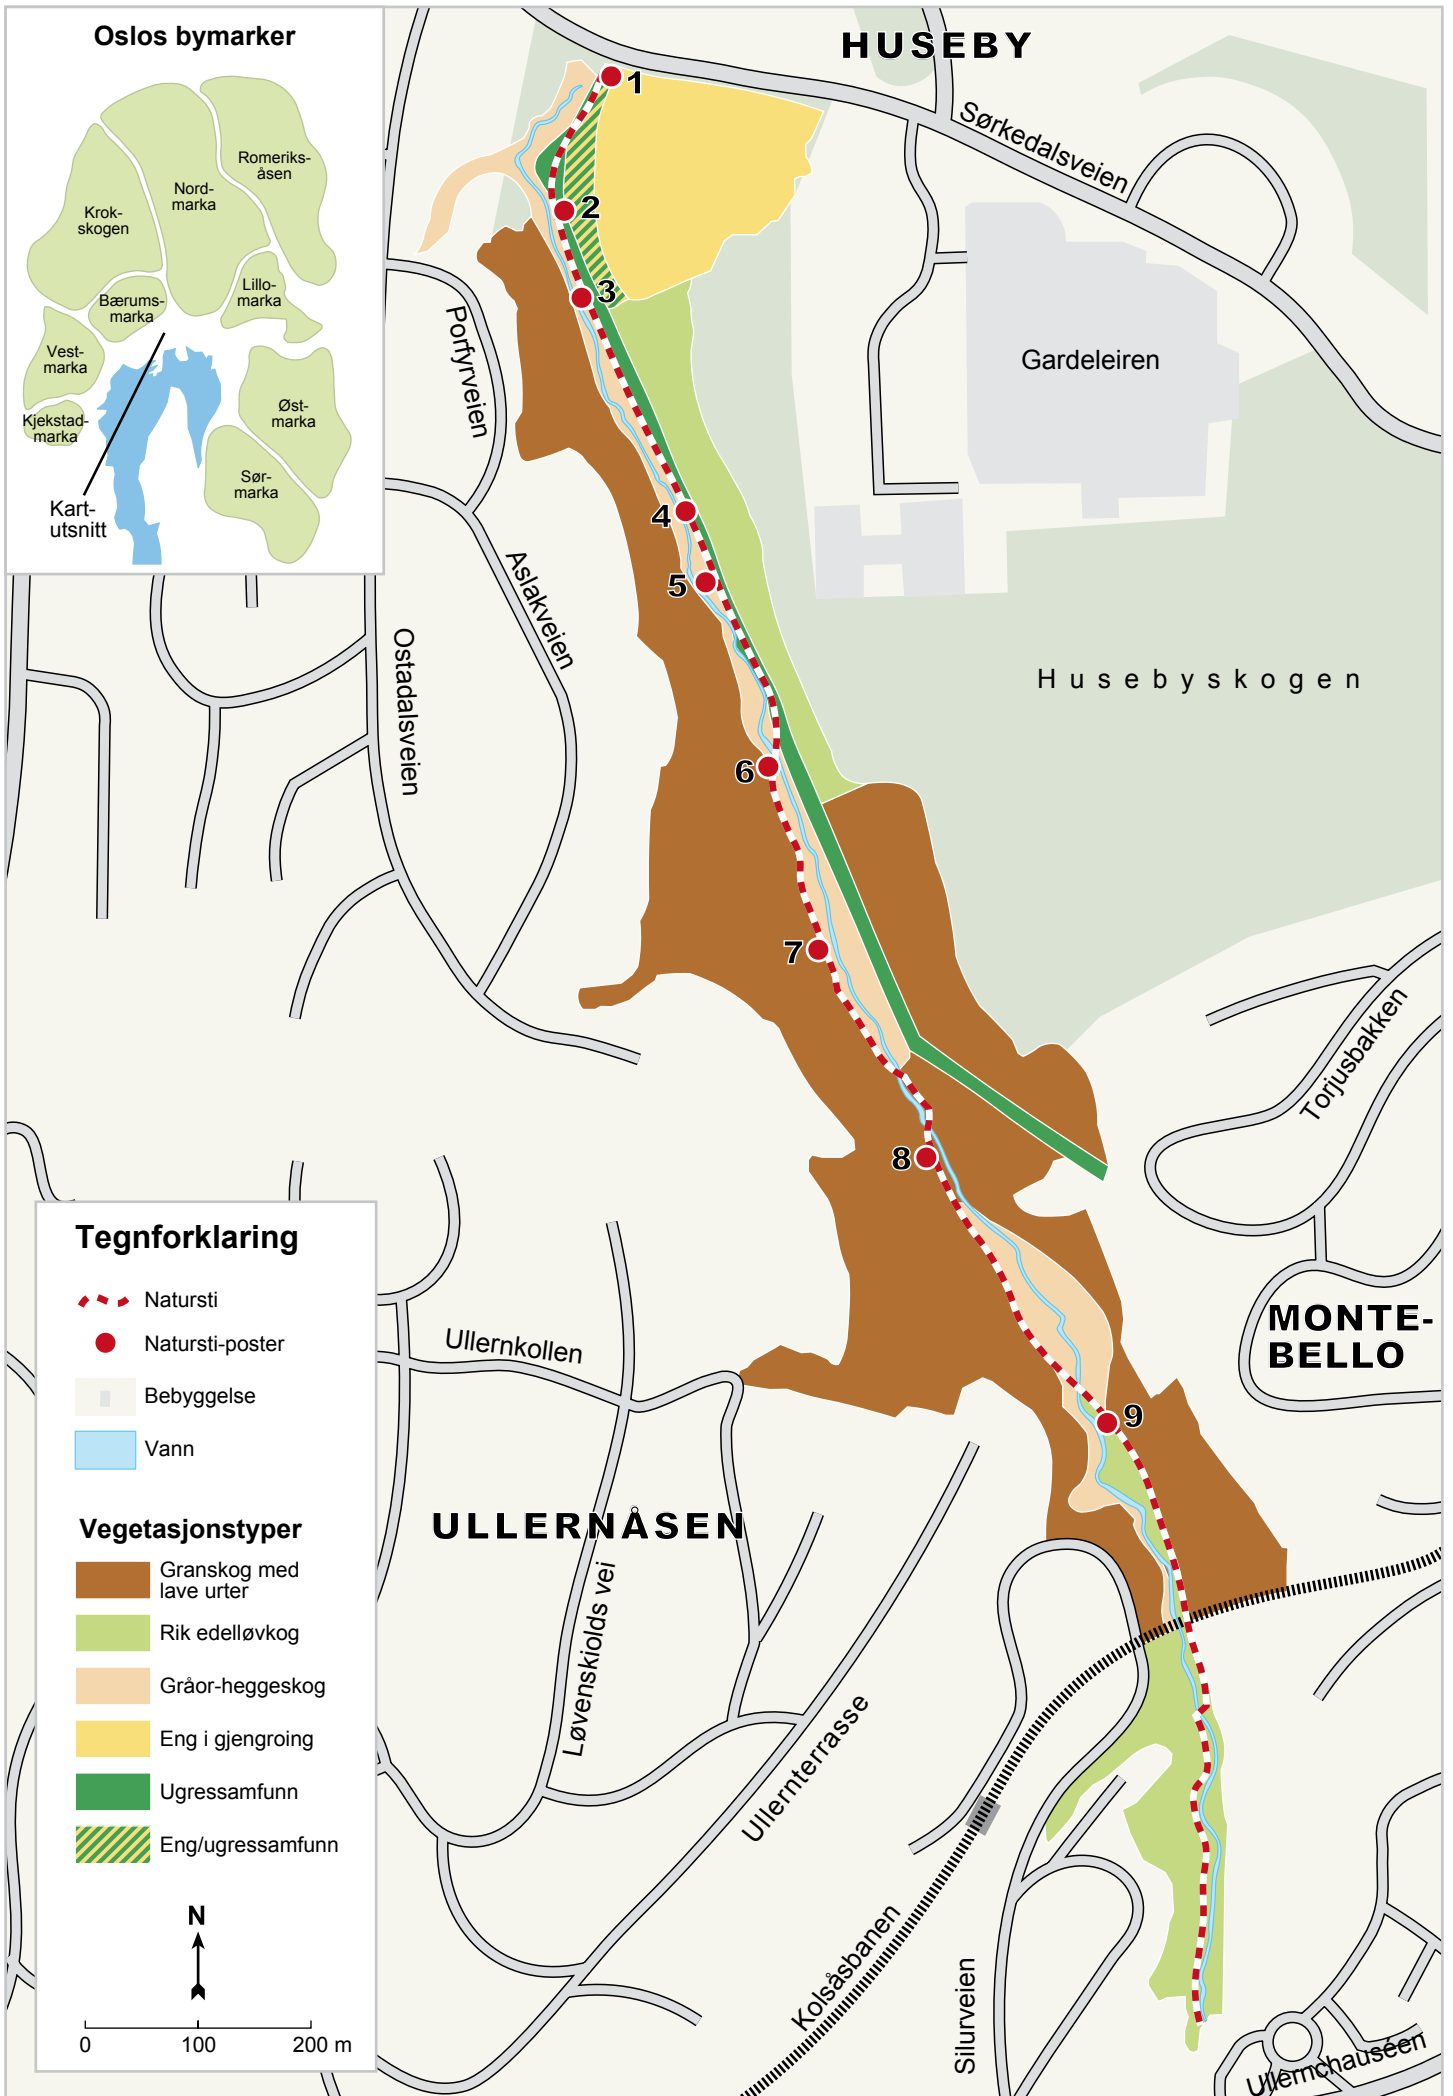 Oslos bymarker
Romeriks-
åsen
Nord-
marka
Krok-
skogen
Lillo-
marka
Bærums-
marka
Vest-
marka
Kjekstad-
marka
Øst-
marka
Sør-
marka
Kart-
utsnitt
HUSEBY
Sørkedalsveien
1
2
3
Porfyrveien
Gardeleiren
4
5
Aslakveien
Ostadalsveien
Husebyskogen
6
7
Torjusbakken
8
MONTE-
BELLO
Ullernkollen
9
ULLERNÅSEN
Løvenskiolds vei
Ullernterrasse
Kolsåsbanen
Silurveien
Ullernchauséen
Tegnforklaring
Natursti
Natursti-poster
Bebyggelse
Vann
Vegetasjonstyper
Granskog med
lave urter
Rik edelløvkog
Gråor-heggeskog
Eng i gjengroing
Ugressamfunn
Eng/ugressamfunn
N
0 100 200 m